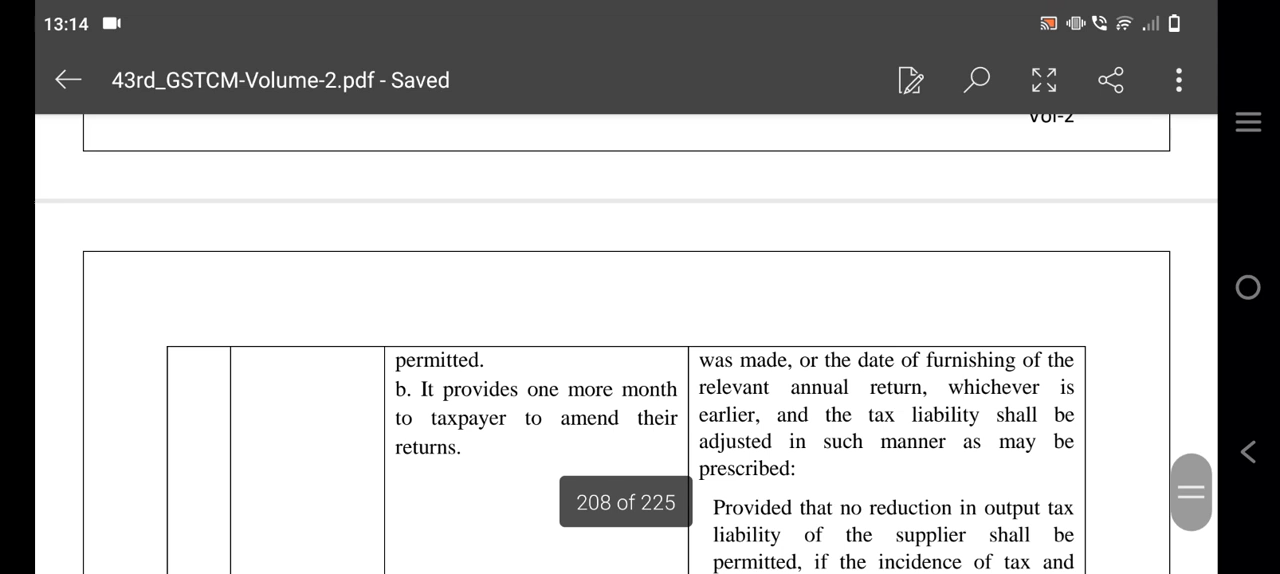 13:14
43rd_GSTCM-Volume-2.pdf - Saved
Vol-2
permitted.
b. It provides one more month
to taxpayer to amend their
returns.
was made, or the date of furnishing of the
relevant annual return, whichever is
earlier, and the tax liability shall be
adjusted in such manner as may be
prescribed:
208 of 225
Provided that no reduction in output tax
liability of the supplier shall be
permitted, if the incidence of tax and